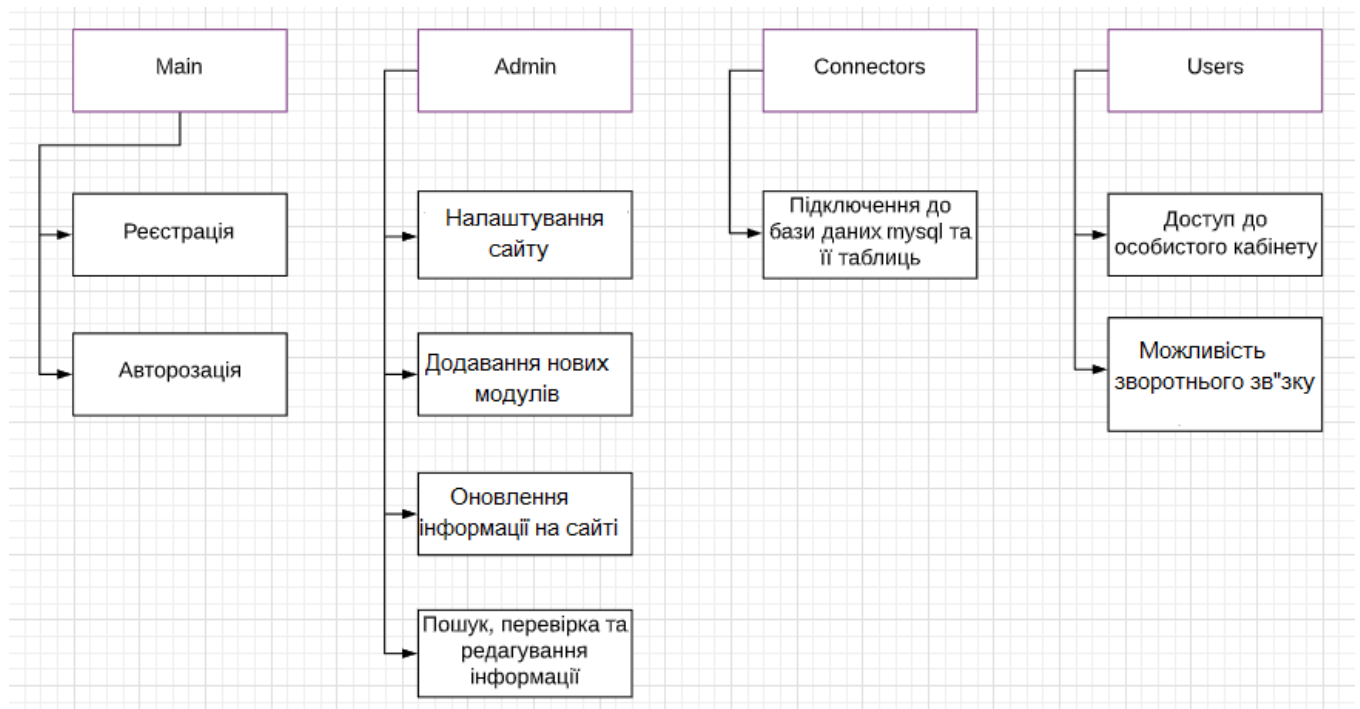 Main
Реєстрація
Авторозація
Admin
Налаштування
сайту
Додавання нових
модулів
Оновлення
інформації на сайті
Пошук, перевірка та
редагування
інформації
Connectors
Підключення до
бази даних mysql та
її таблиць
Users
Доступ до
особистого кабінету
Можливість
зворотнього зв"зку